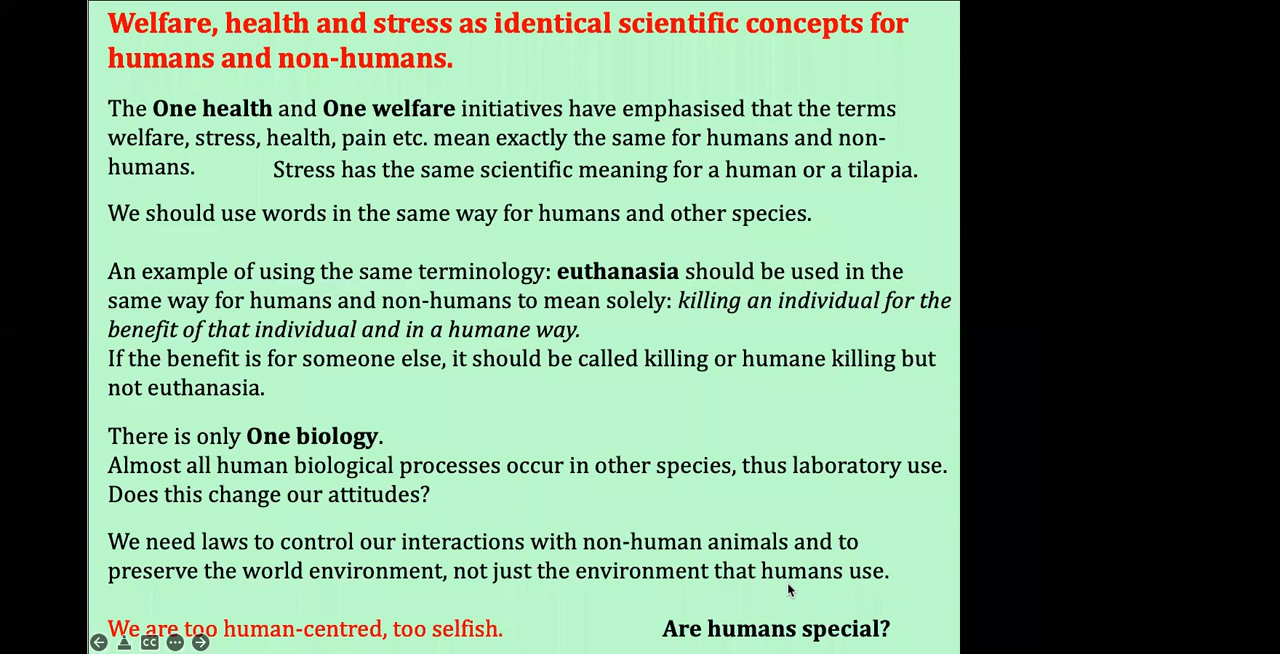 Welfare, health and stress as identical scientific concepts for
humans and non-humans.
The One health and One welfare initiatives have emphasised that the terms
welfare, stress, health, pain etc. mean exactly the same for humans and non-
humans. Stress has the same scientific meaning for a human or a tilapia.
We should use words in the same way for humans and other species.
An example of using the same terminology: euthanasia should be used in the
same way for humans and non-humans to mean solely: killing an individual for the
benefit of that individual and in a humane way.
If the benefit is for someone else, it should be called killing or humane killing but
not euthanasia.
There is only One biology.
Almost all human biological processes occur in other species, thus laboratory use.
Does this change our attitudes?
We need laws to control our interactions with non-human animals and to
preserve the world environment, not just the environment that humans use.
We are too human-centred, too selfish. Are humans special?
CC